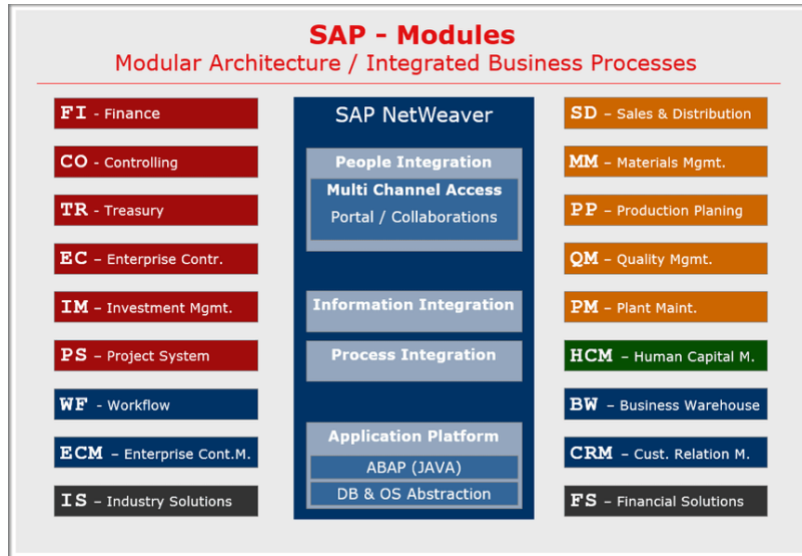 SAP - Modules
Modular Architecture / Integrated Business Processes
FI - Finance
CO - Controlling
TR - Treasury
EC – Enterprise Contr.
IM – Investment Mgmt.
PS – Project System
WF - Workflow
ECM – Enterprise Cont.M.
IS – Industry Solutions
SAP NetWeaver
People Integration
Multi Channel Access
Portal / Collaborations
Information Integration
Process Integration
Application Platform
ABAP (JAVA)
DB & OS Abstraction
SD – Sales & Distribution
MM – Materials Mgmt.
PP – Production Planing
QM – Quality Mgmt.
PM – Plant Maint.
HCM – Human Capital M.
BW – Business Warehouse
CRM – Cust. Relation M.
FS – Financial Solutions